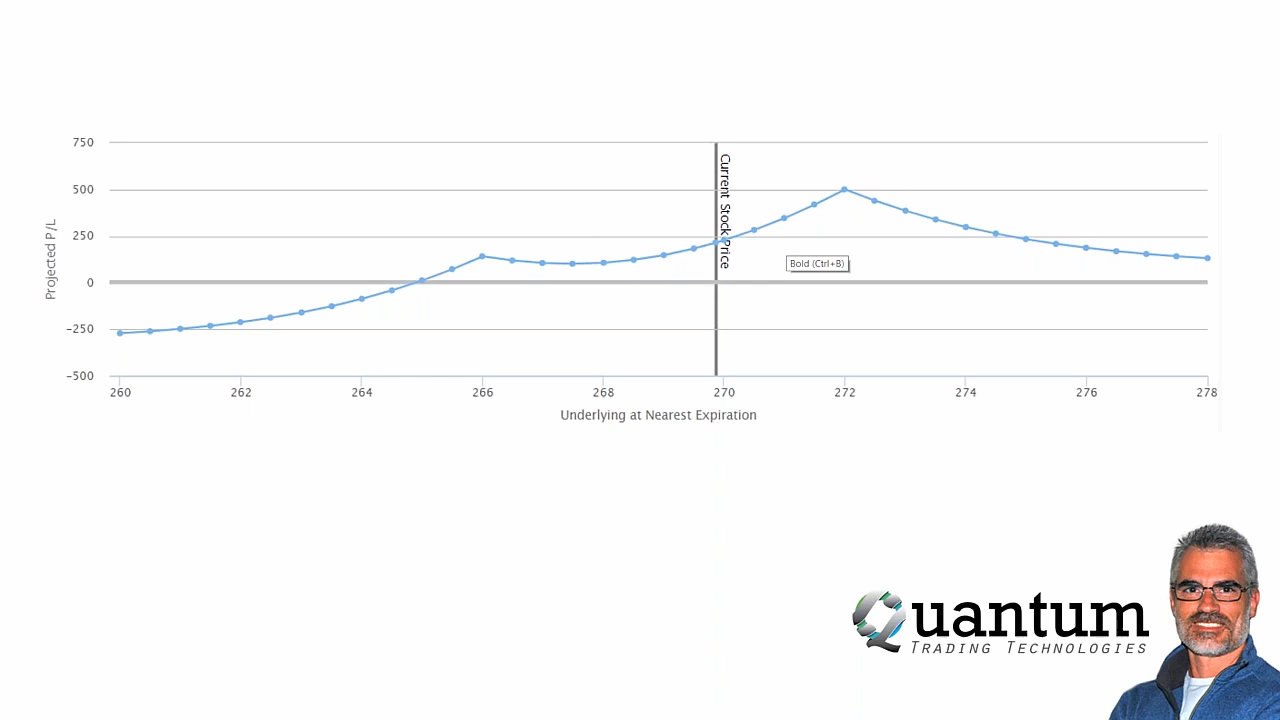 750
500
250
0
-250
-500
Projected P/L
Current Stock Price
Bold (Ctrl+B)
260 262 264 266 268 270 272 274 276 278
Underlying at Nearest Expiration
Quantum
TRADING TECHNOLOGIES